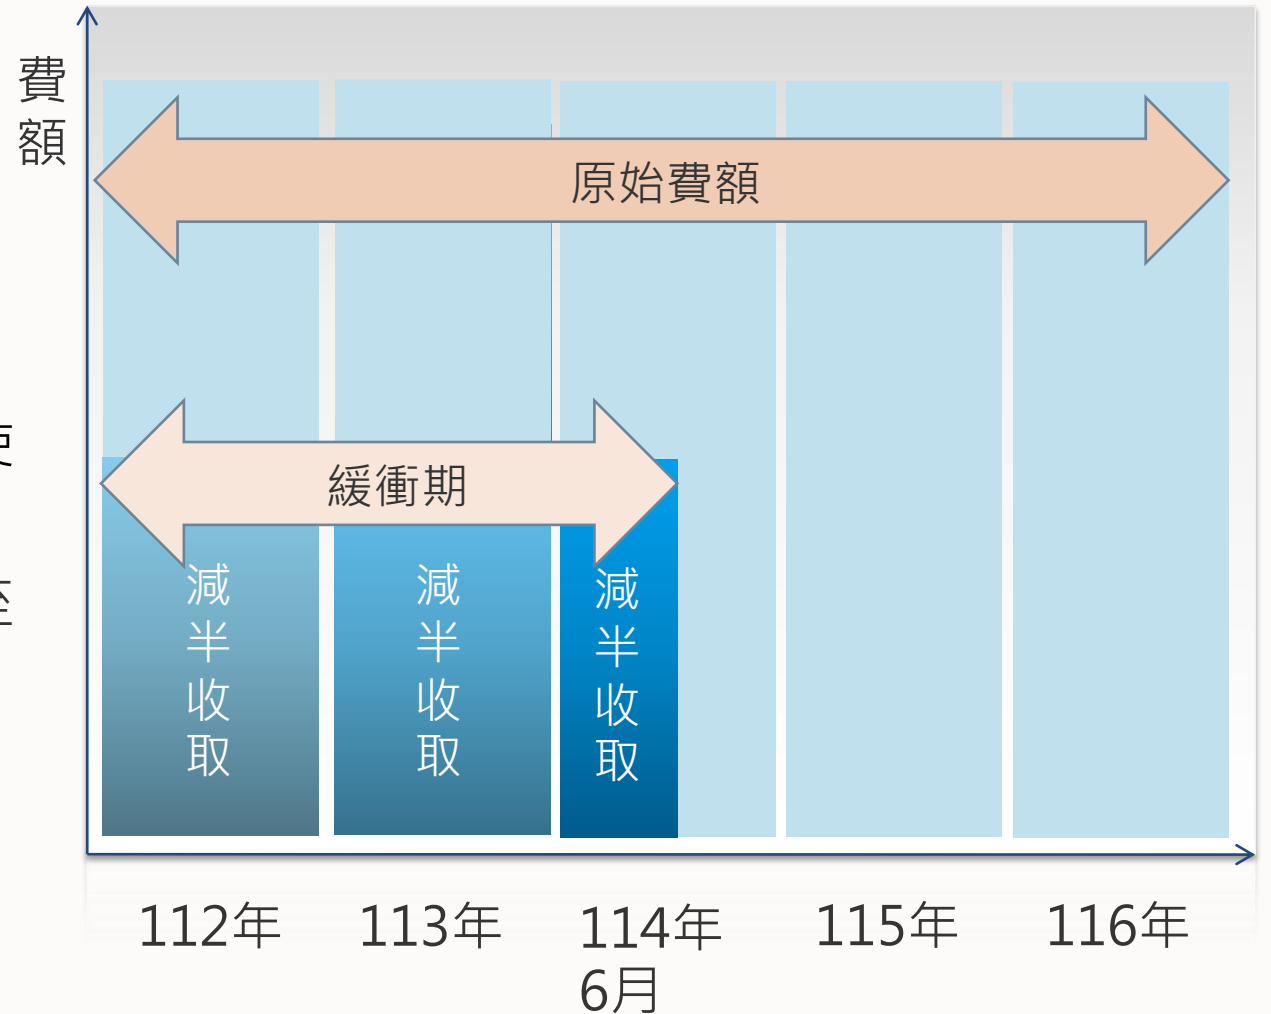 費額
原始費額
緩衝期
減半收取
減半收取
減半收取
112年
113年
114年
6月
115年
116年